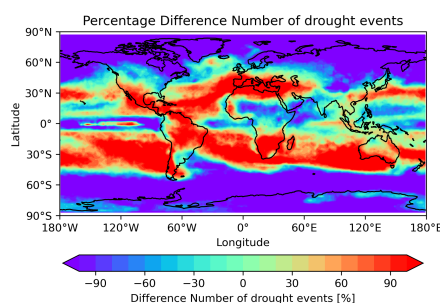 Percentage Difference Number of drought events
90°N
60°N
30°N
0°
30°S
60°S
90°S
Latitude
180°W 120°W 60°W 0° 60°E 120°E 180°E
Longitude
−90 −60 −30 0 30 60 90
Difference Number of drought events [%]